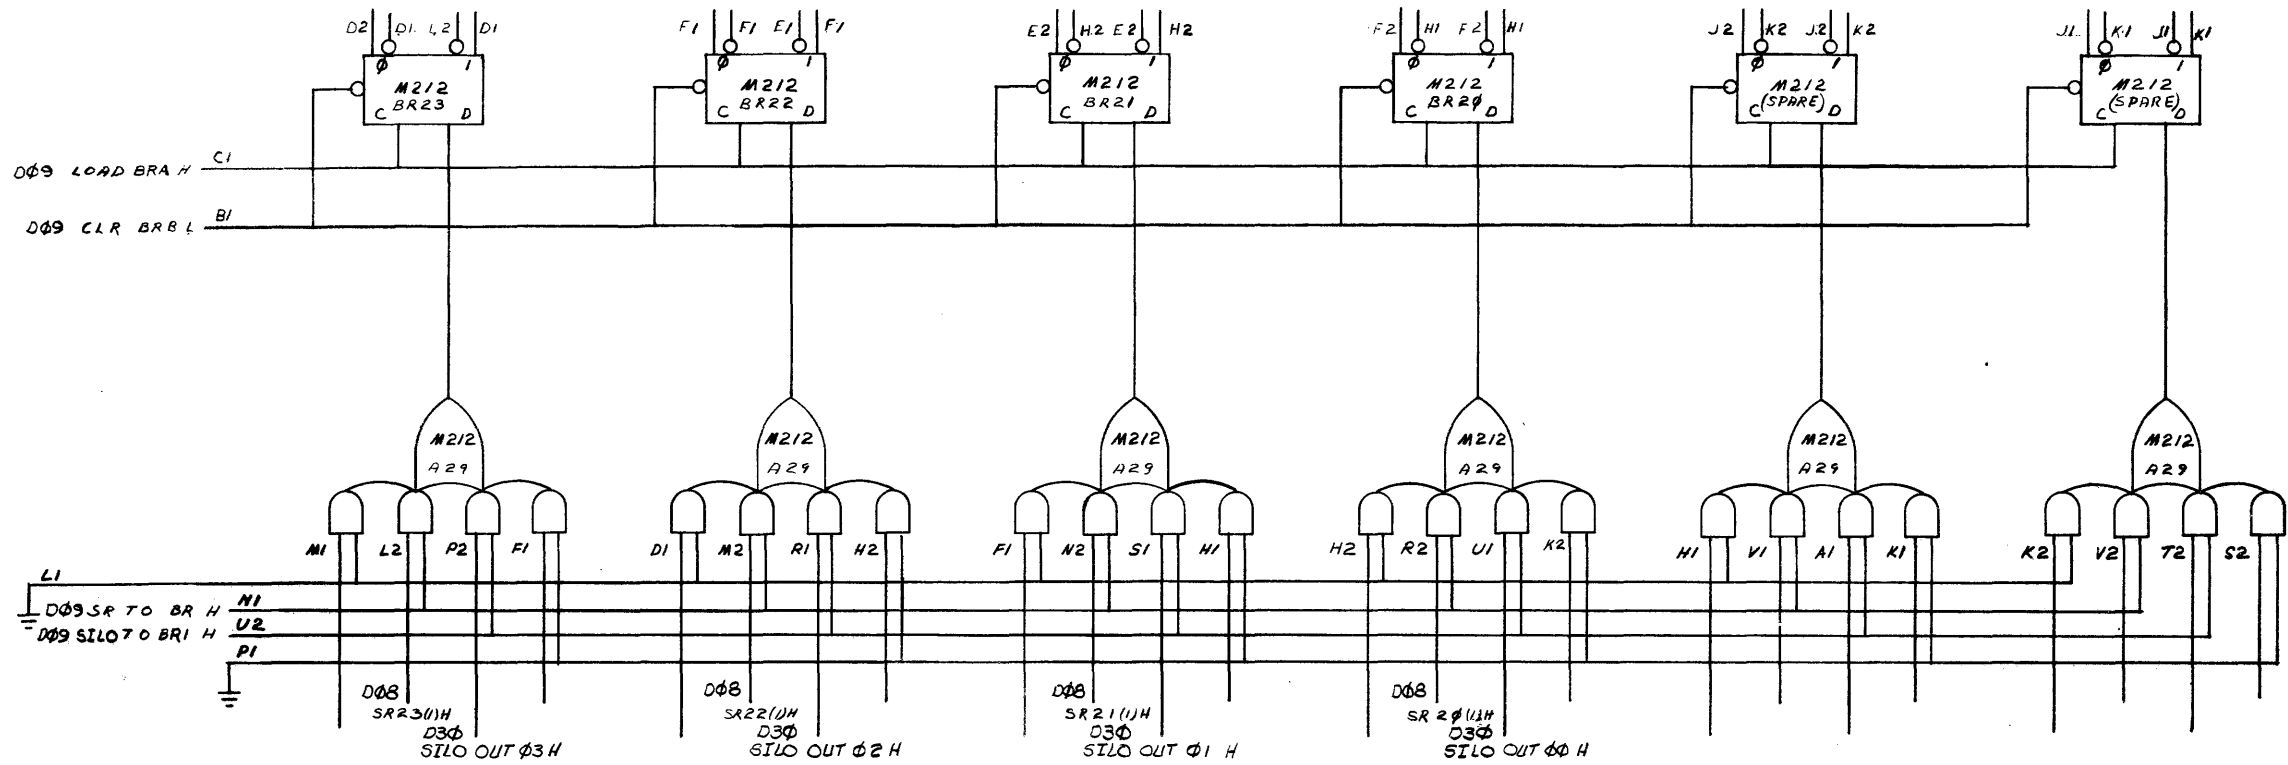 D2 D1 L2 D1 F1 F1 E1 F1 E2 H2 E2 H2 F2 H1 F2 H1 J2 K2 J2 K2 J1 K1 J1 K1
Ø 1 Ø 1 Ø 1 Ø 1 Ø 1 Ø 1
M212 M212 M212 M212 M212 M212
BR23 BR22 BR21 BR2Ø (SPARE) (SPARE)
C D C D C D C D C D C D
C1
DØ9 LOAD BRA H
B1
DØ9 CLR BRB L
M212 M212 M212 M212 M212 M212
A29 A29 A29 A29 A29 A29
M1 L2 P2 F1 D1 M2 R1 H2 F1 N2 S1 H1 H2 R2 U1 K2 H1 V1 A1 K1 K2 V2 T2 S2
L1
N1
DØ9 SR TO BR H
U2
DØ9 SILO TO BR1 H
P1
DØ8 DØ8 DØ8 DØ8
SR23(1)H SR22(1)H SR21(1)H SR2Ø(1)H
D3Ø D3Ø D3Ø D3Ø
SILO OUT Ø3 H SILO OUT Ø2 H SILO OUT Ø1 H SILO OUT ØØ H